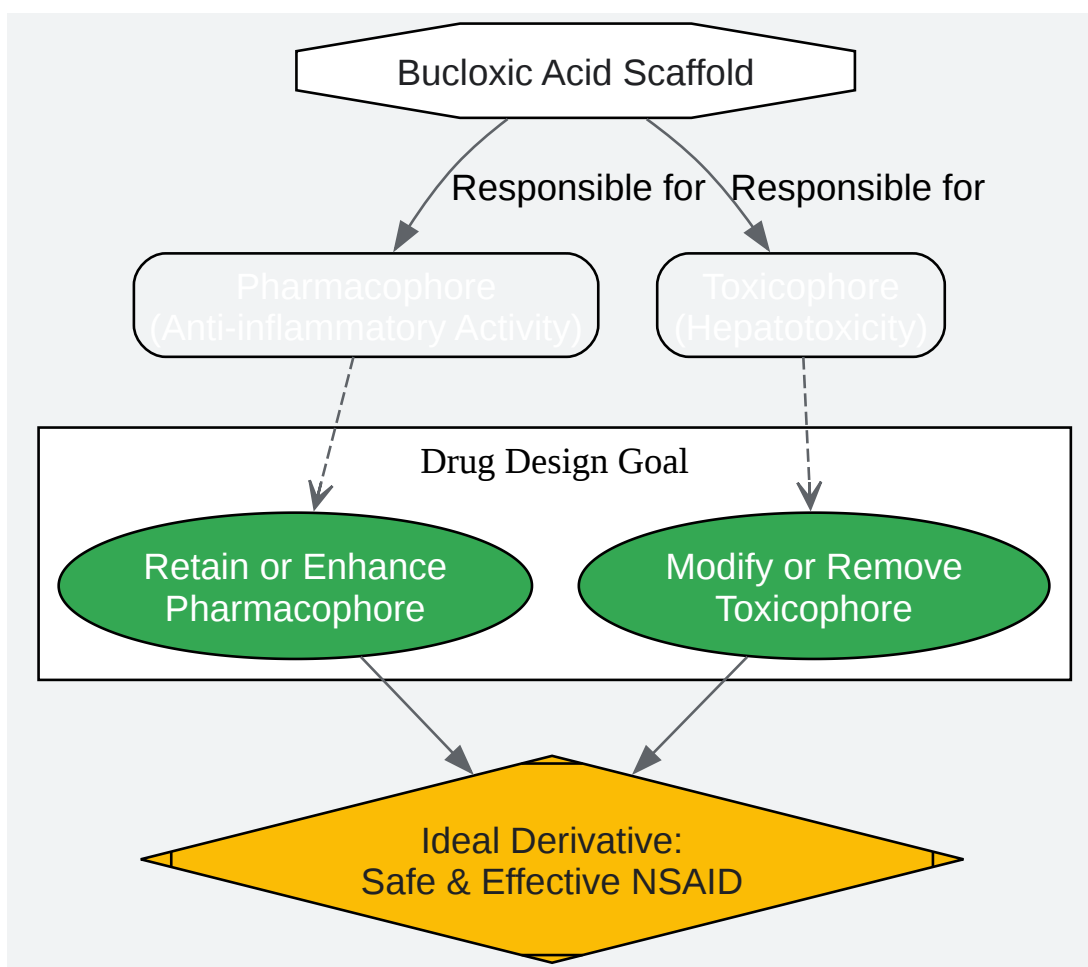 Bucloxic Acid Scaffold
Responsible for
Responsible for
Pharmacophore
(Anti-inflammatory Activity)
Toxicophore
(Hepatotoxicity)
Drug Design Goal
Retain or Enhance
Pharmacophore
Modify or Remove
Toxicophore
Ideal Derivative:
Safe & Effective NSAID